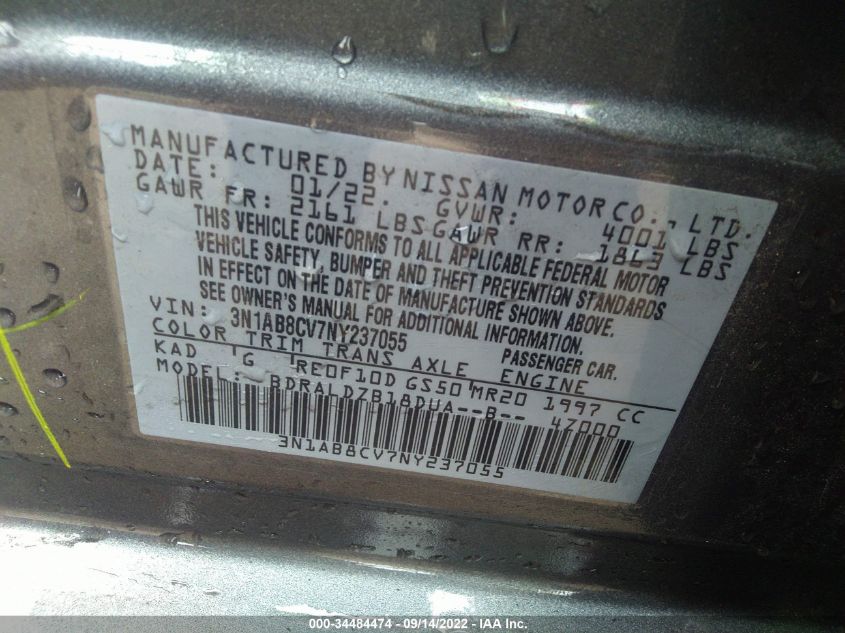 MANUFACTURED BY NISSAN MOTOR CO., LTD.
DATE: 01/22. GVWR: 4001 LBS
GAWR FR: 2161 LBS GAWR RR: 1863 LBS
THIS VEHICLE CONFORMS TO ALL APPLICABLE FEDERAL MOTOR
VEHICLE SAFETY, BUMPER AND THEFT PREVENTION STANDARDS
IN EFFECT ON THE DATE OF MANUFACTURE SHOWN ABOVE.
SEE OWNER'S MANUAL FOR ADDITIONAL INFORMATION.
VIN: 3N1AB8CV7NY237055 PASSENGER CAR.
COLOR TRIM TRANS AXLE ENGINE
KAD G RE0F10D GS50 MR20 1997 CC
MODEL: BDRALDZB18DUA--B-- 47000
3N1AB8CV7NY237055
000-34484474 - 09/14/2022 - IAA Inc.